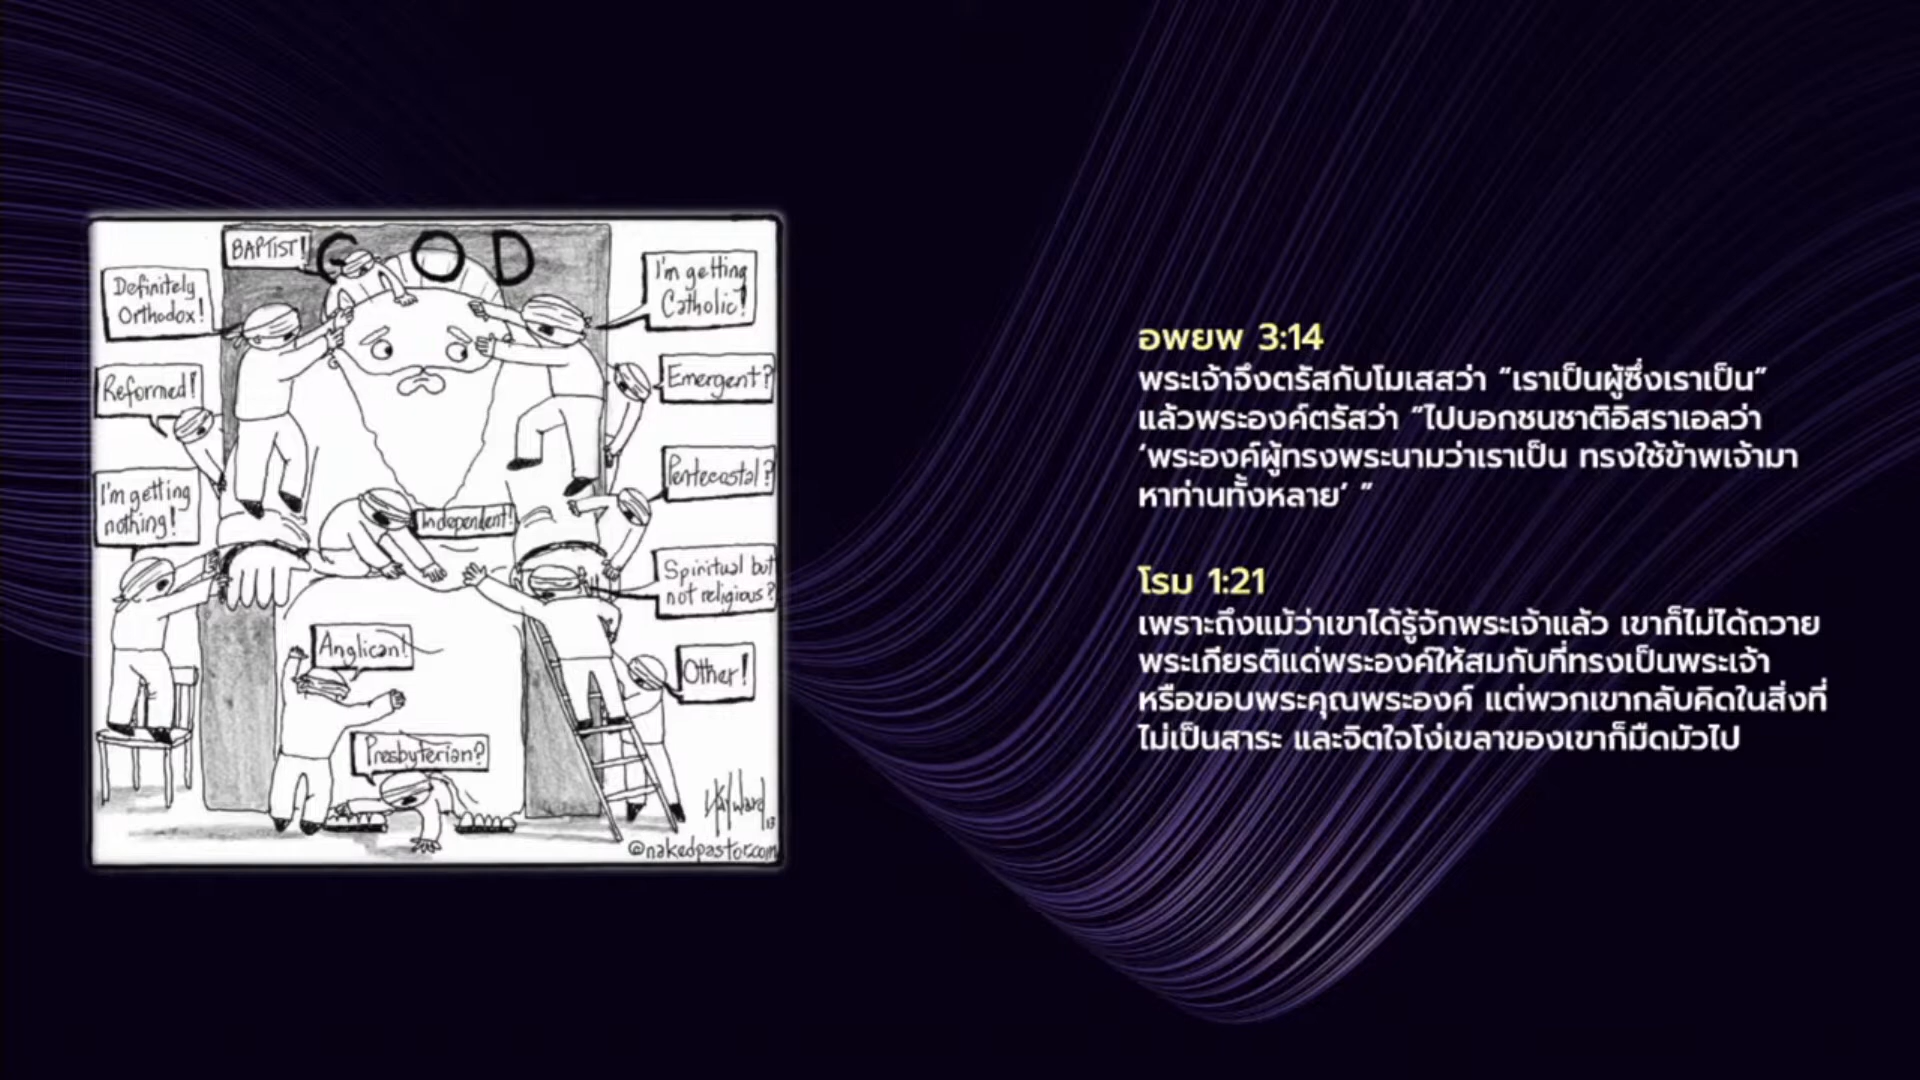 BAPTIST!
GOD
Definitely
Orthodox!
I'm getting
Catholic!
Reformed!
Emergent?
I'm getting
nothing!
Independent!
Pentecostal?
Spiritual but
not religious?
Anglican!
Other!
Presbyterian?
Hayward
13
@nakedpastor.com
อพยพ 3:14
พระเจ้าจึงตรัสกับโมเสสว่า “เราเป็นผู้ซึ่งเราเป็น”
แล้วพระองค์ตรัสว่า “ไปบอกชนชาติอิสราเอลว่า
‘พระองค์ผู้ทรงพระนามว่าเราเป็น ทรงใช้ข้าพเจ้ามา
หาท่านทั้งหลาย’ ”
โรม 1:21
เพราะถึงแม้ว่าเขาได้รู้จักพระเจ้าแล้ว เขาก็ไม่ได้ถวาย
พระเกียรติแด่พระองค์ให้สมกับที่ทรงเป็นพระเจ้า
หรือขอบพระคุณพระองค์ แต่พวกเขากลับคิดในสิ่งที่
ไม่เป็นสาระ และจิตใจโง่เขลาของเขาก็มืดมัวไป